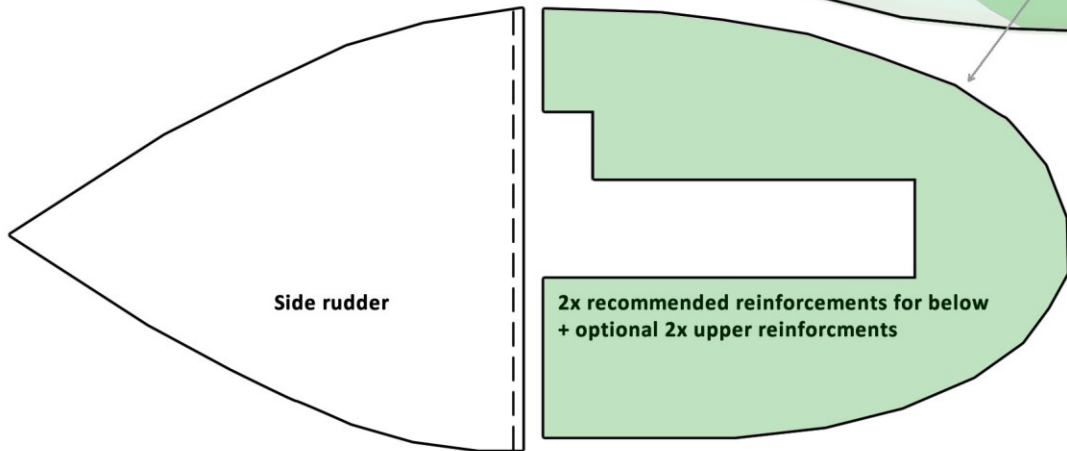 Side rudder
2x recommended reinforcements for below
+ optional 2x upper reinforcments